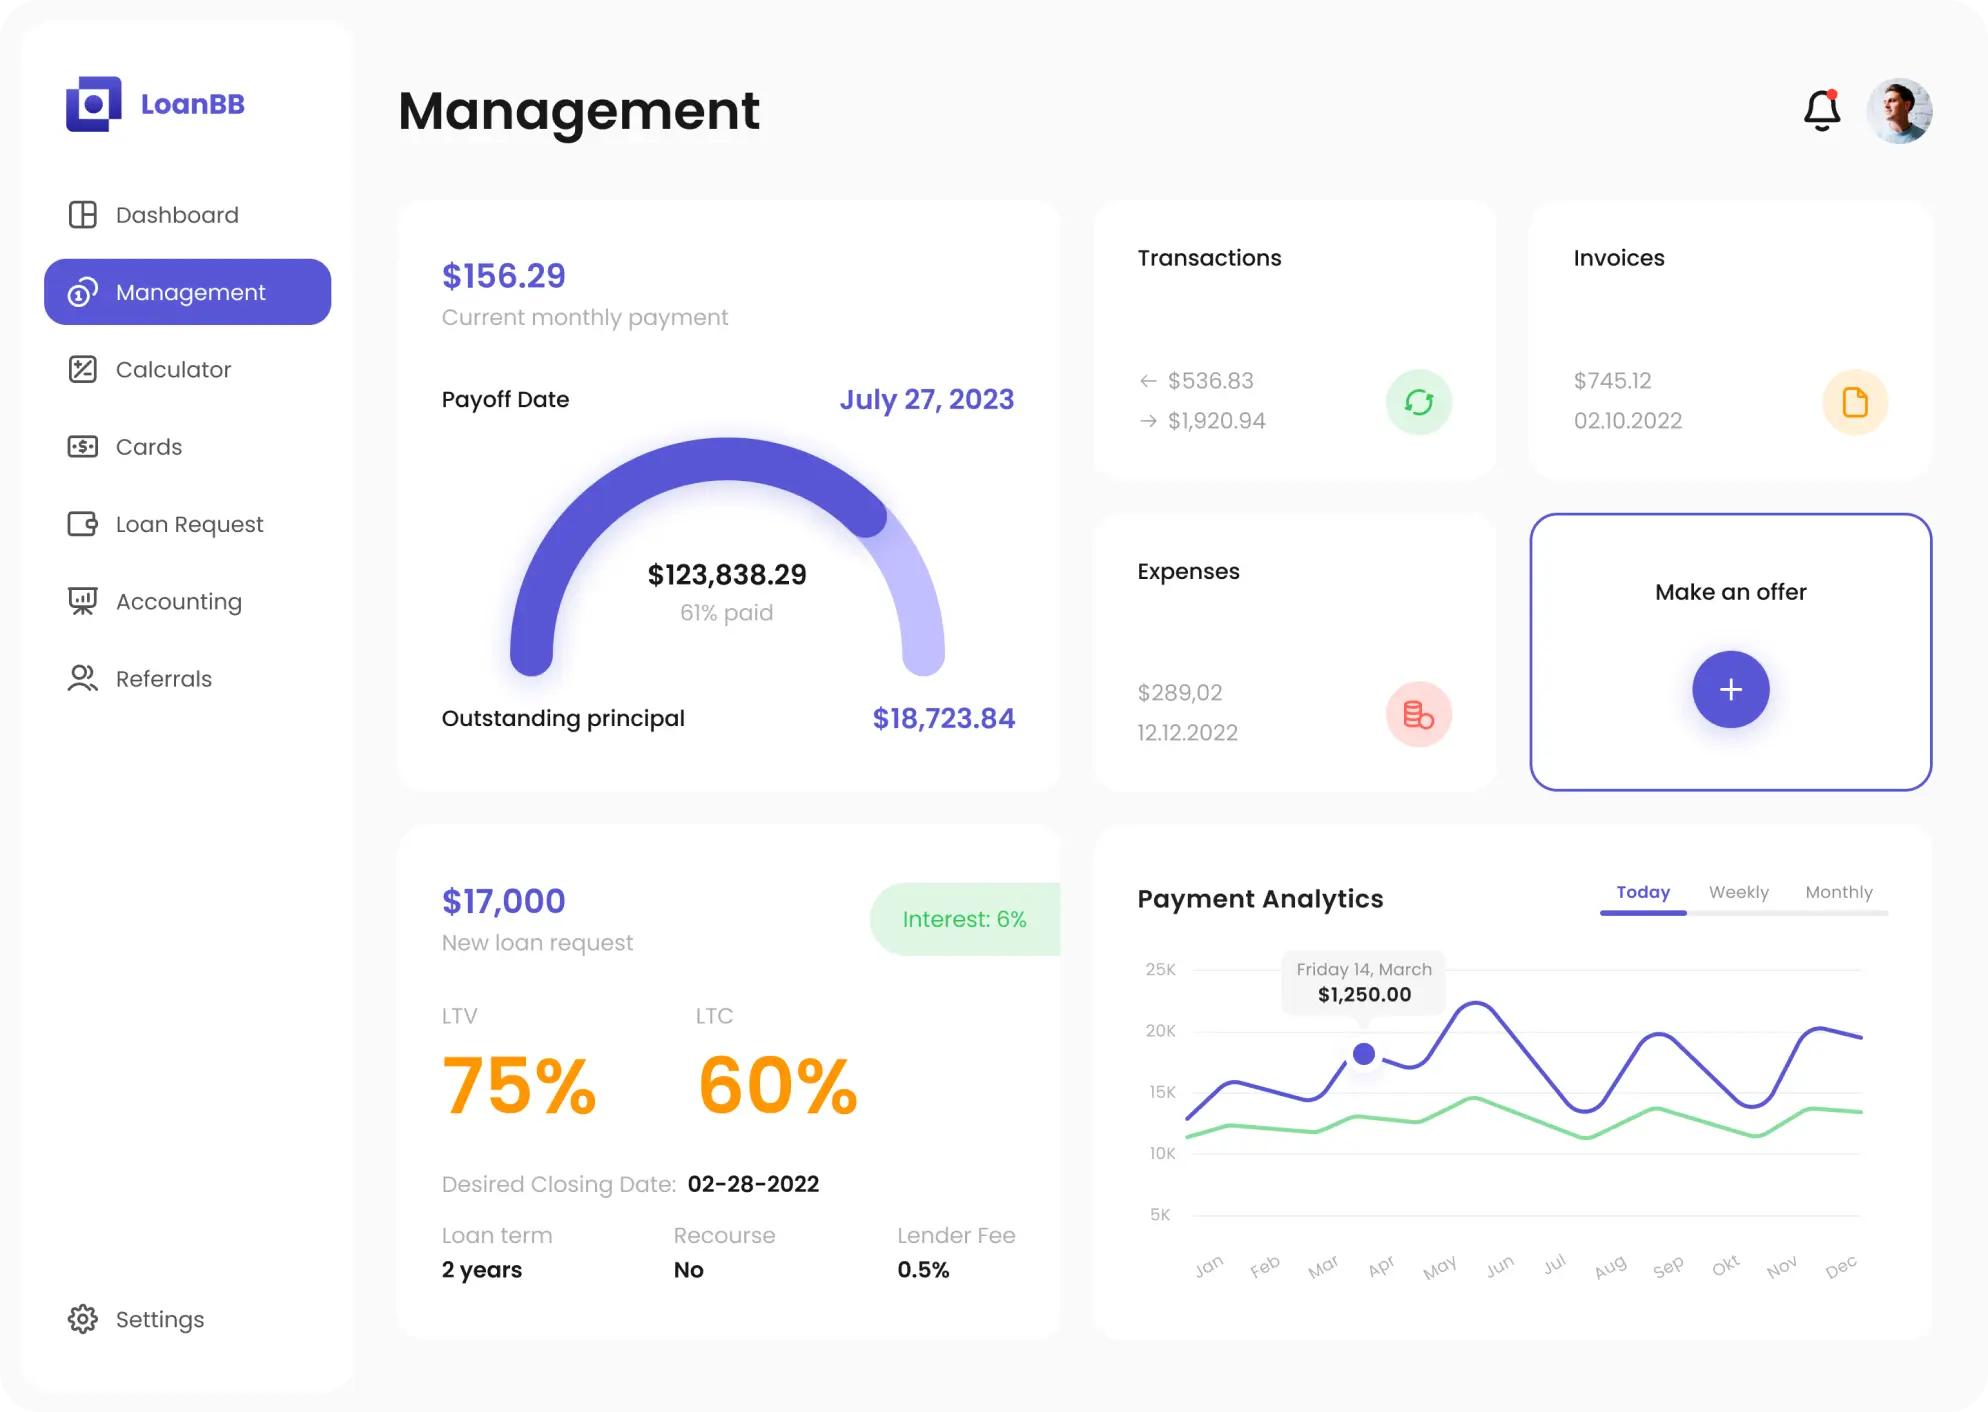 LoanBB
Dashboard
Management
Calculator
Cards
Loan Request
Accounting
Referrals
Settings
Management
$156.29
Current monthly payment
Payoff Date
July 27, 2023
$123,838.29
61% paid
Outstanding principal
$18,723.84
Transactions
← $536.83
→ $1,920.94
Invoices
$745.12
02.10.2022
Expenses
$289,02
12.12.2022
Make an offer
+
$17,000
New loan request
Interest: 6%
LTV
75%
LTC
60%
Desired Closing Date: 02-28-2022
Loan term
2 years
Recourse
No
Lender Fee
0.5%
Payment Analytics
Today Weekly Monthly
Friday 14, March
$1,250.00
25K
20K
15K
10K
5K
Jan Feb Mar Apr May Jun Jul Aug Sep Okt Nov Dec